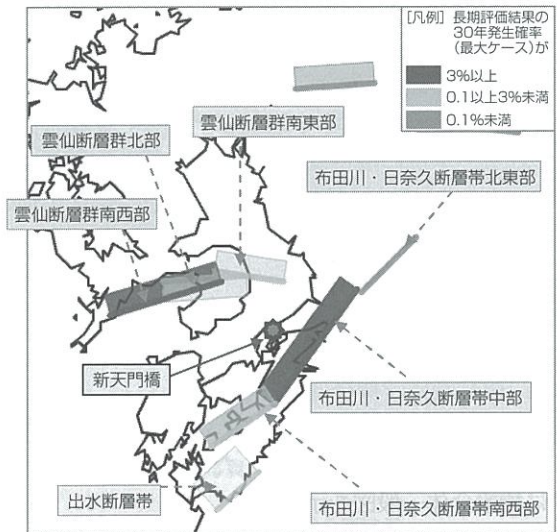 [凡例] 長期評価結果の
30年発生確率
(最大ケース)が
3%以上
0.1以上3%未満
0.1%未満
雲仙断層群南東部
雲仙断層群北部
布田川・日奈久断層帯北東部
雲仙断層群南西部
新天門橋
布田川・日奈久断層帯中部
出水断層帯
布田川・日奈久断層帯南西部